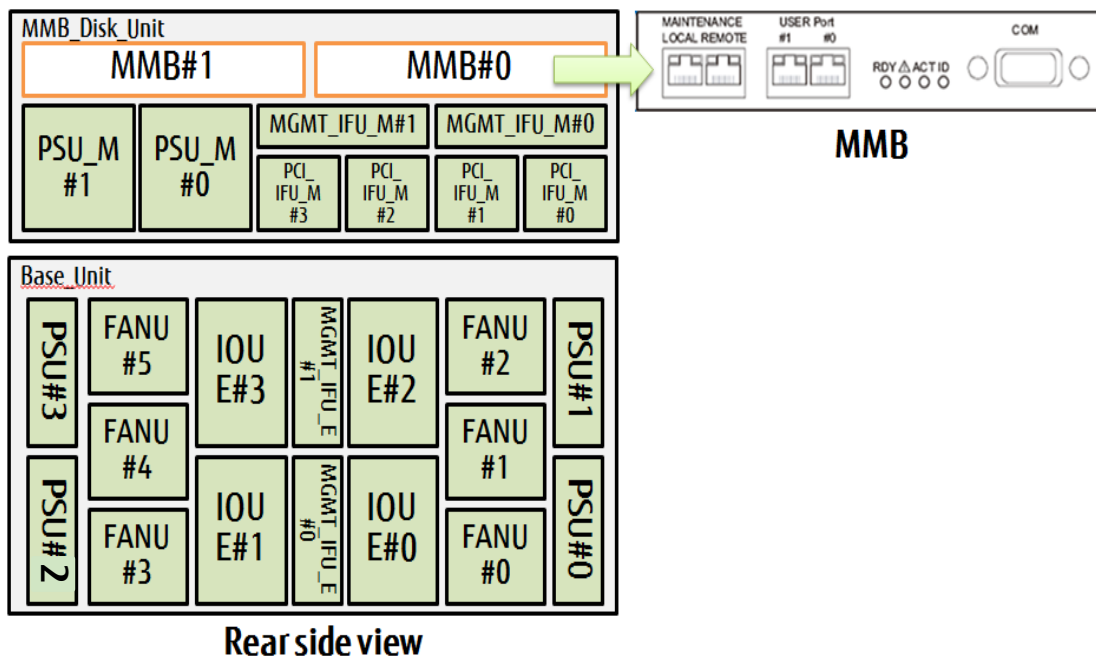 MMB_Disk_Unit
MMB#1
MMB#0
PSU_M
#1
PSU_M
#0
MGMT_IFU_M#1
MGMT_IFU_M#0
PCI_
IFU_M
#3
PCI_
IFU_M
#2
PCI_
IFU_M
#1
PCI_
IFU_M
#0
MAINTENANCE
LOCAL REMOTE
USER Port
#1 #0
RDY⚠ACT ID
COM
MMB
Base_Unit
PSU#3
FANU
#5
IOU
E#3
MGMT_IFU_E
#1
IOU
E#2
FANU
#2
PSU#1
FANU
#4
FANU
#1
PSU#2
FANU
#3
IOU
E#1
MGMT_IFU_E
#0
IOU
E#0
FANU
#0
PSU#0
Rear side view